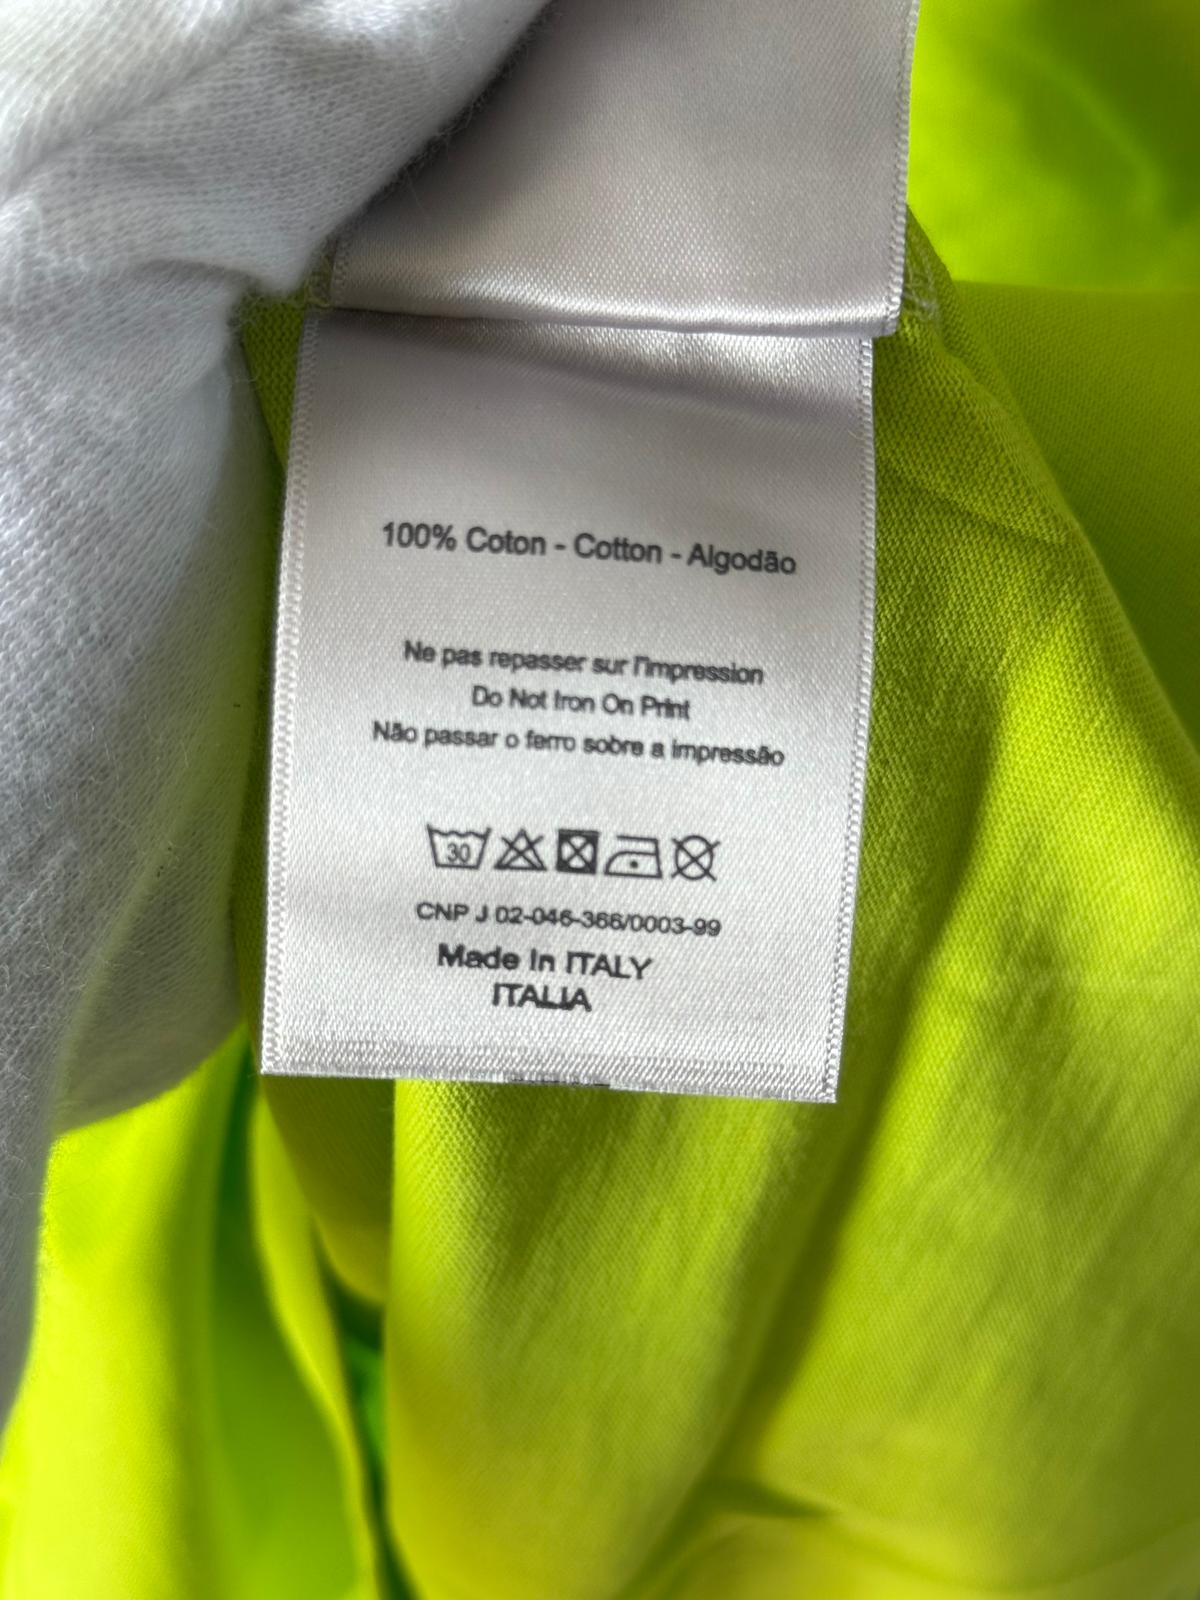 100% Coton - Cotton - Algodão
Ne pas repasser sur l'impression
Do Not Iron On Print
Não passar o ferro sobre a impressão
30
CNP J 02-046-366/0003-99
Made in ITALY
ITALIA